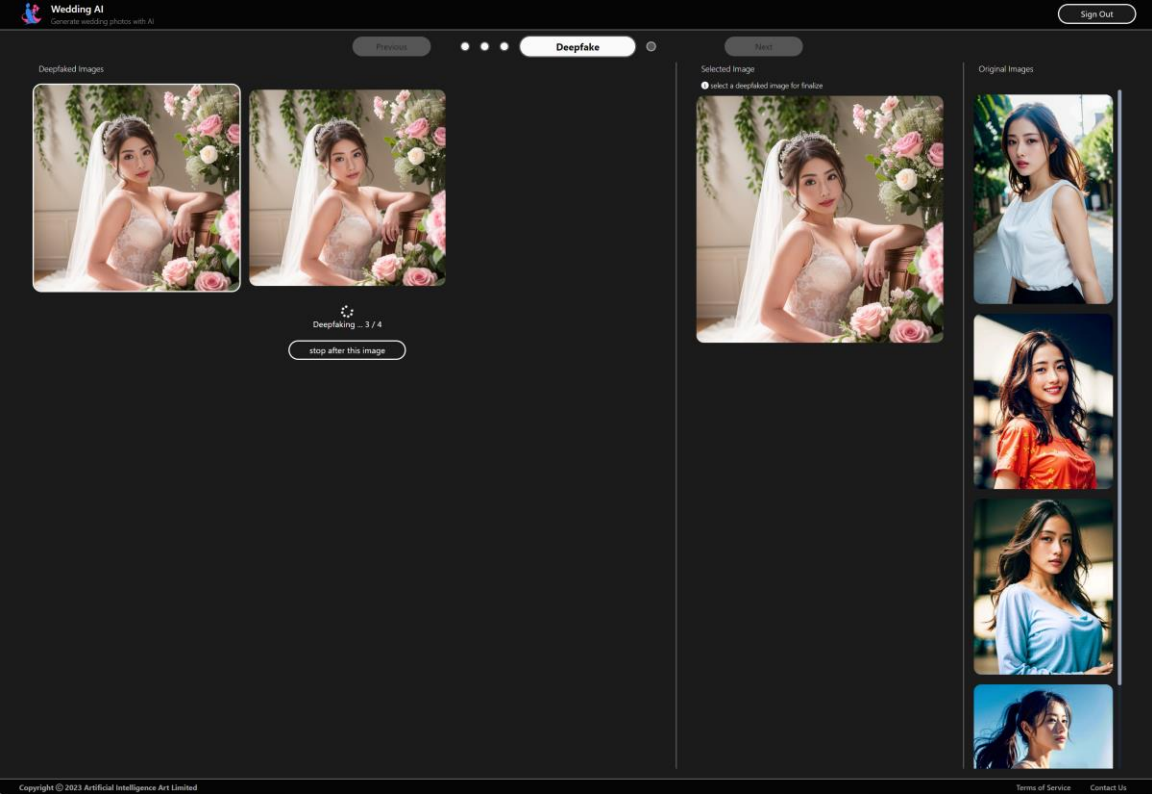 Wedding AI
Generate wedding photos with AI
Sign Out
Previous
Deepfake
Next
Deepfaked Images
Selected Image
Original Images
select a deepfaked image for finalize
Deepfaking ... 3 / 4
stop after this image
Copyright © 2023 Artificial Intelligence Art Limited
Terms of Service
Contact Us